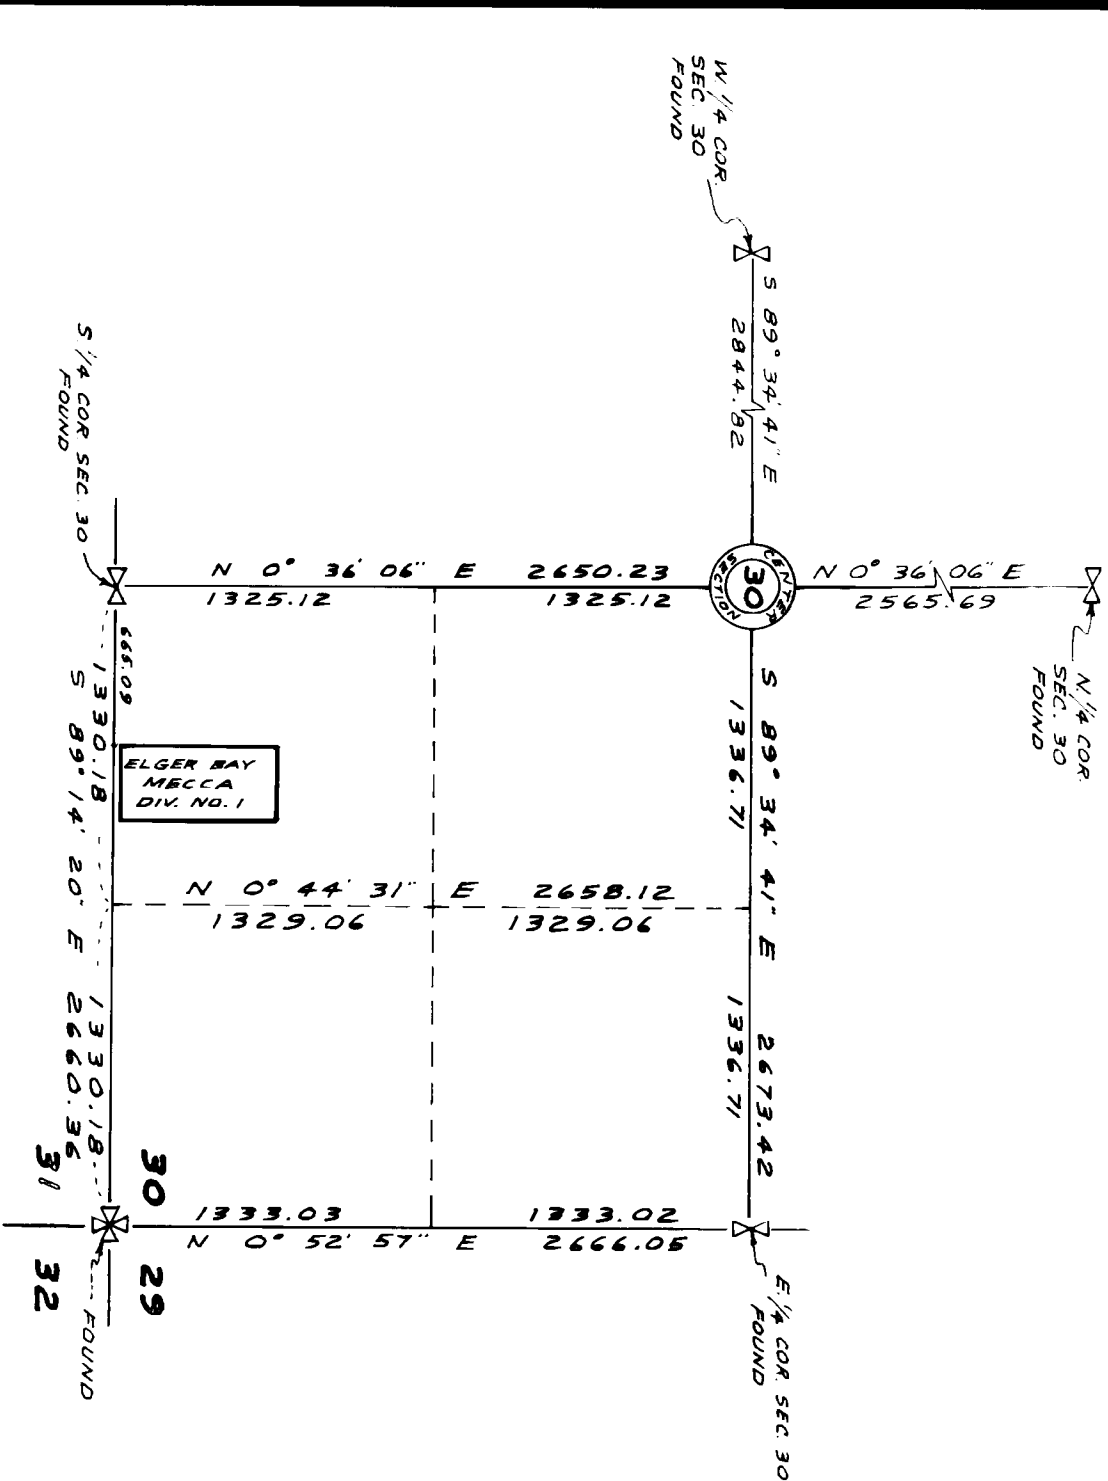 W. 1/4 COR.
SEC. 30
FOUND
S 89° 34' 41" E
2844.82
N. 1/4 COR.
SEC. 30
FOUND
N 0° 36' 06" E
2565.69
CENTER
SECTION
30
N 0° 36' 06" E 2650.23
1325.12 1325.12
S 89° 34' 41" E 2673.42
1336.71 1336.71
S. 1/4 COR SEC. 30
FOUND
665.09
1330.18 1330.18
S 89° 14' 20" E 2660.36
ELGER BAY
MECCA
DIV. NO. 1
N 0° 44' 31" E 2658.12
1329.06 1329.06
1333.03 1333.02
N 0° 52' 57" E 2666.05
E. 1/4 COR. SEC. 30
FOUND
30 29
31 32
FOUND